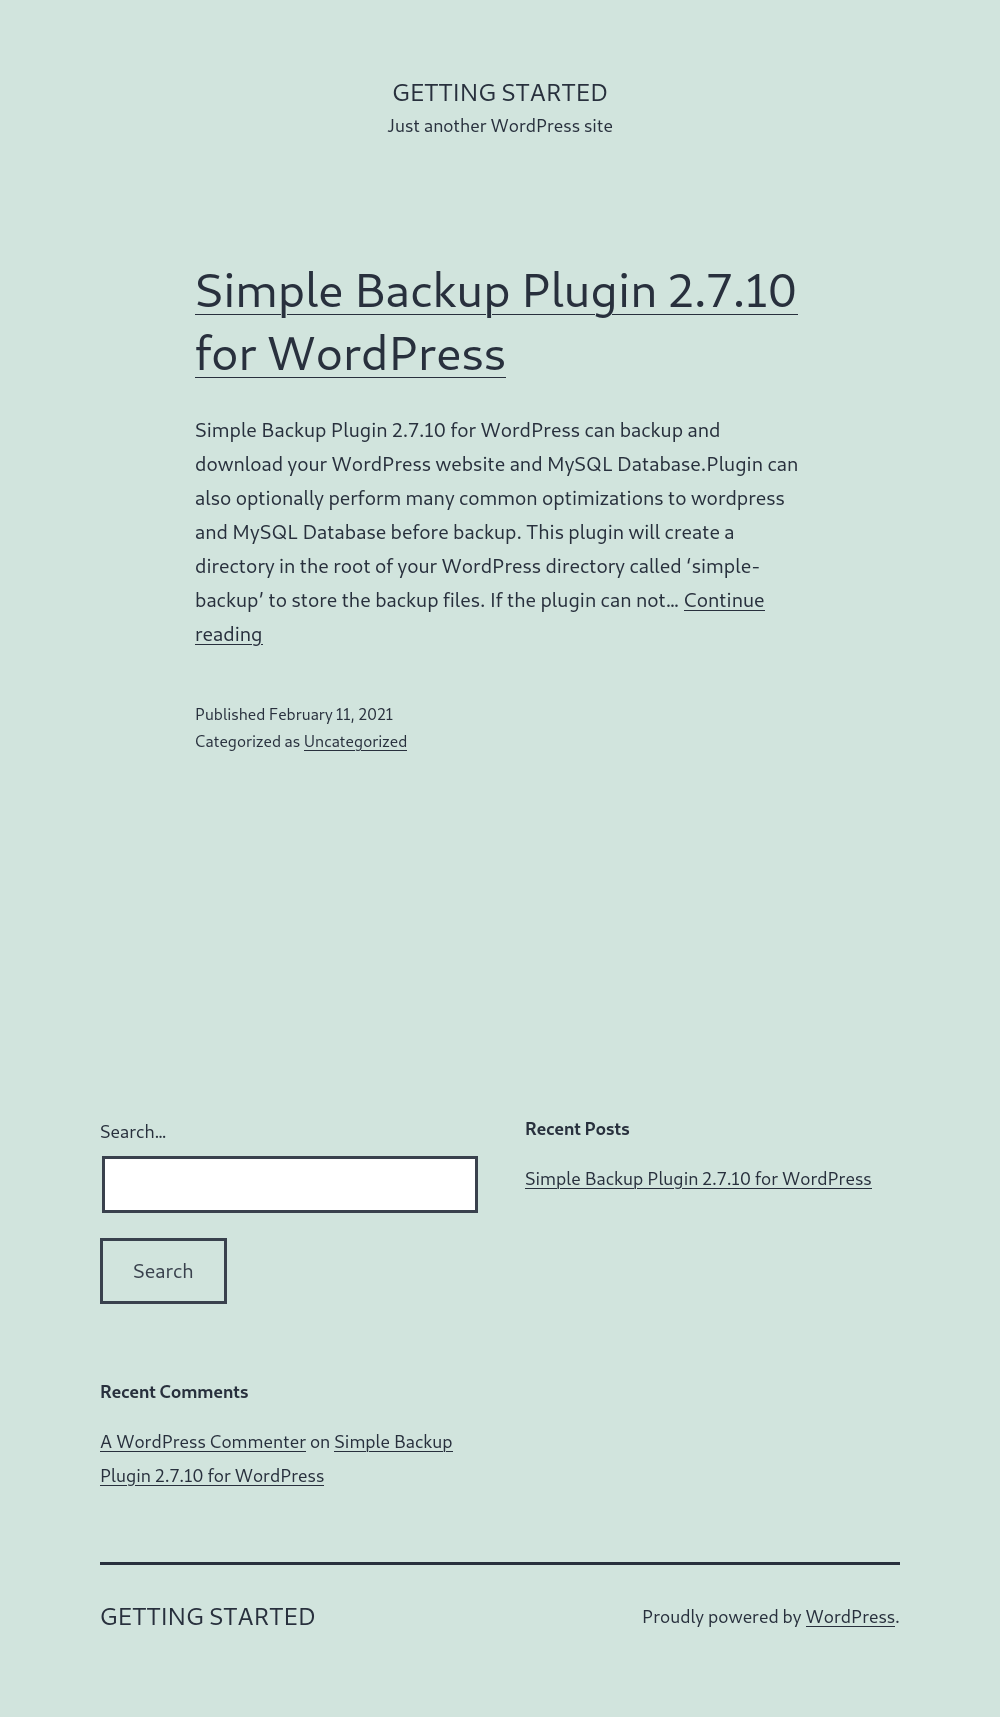 GETTING STARTED
Just another WordPress site
Simple Backup Plugin 2.7.10
for WordPress
Simple Backup Plugin 2.7.10 for WordPress can backup and
download your WordPress website and MySQL Database.Plugin can
also optionally perform many common optimizations to wordpress
and MySQL Database before backup. This plugin will create a
directory in the root of your WordPress directory called ‘simple-
backup’ to store the backup files. If the plugin can not… Continue
reading
Published February 11, 2021
Categorized as Uncategorized
Search…
Search
Recent Posts
Simple Backup Plugin 2.7.10 for WordPress
Recent Comments
A WordPress Commenter on Simple Backup
Plugin 2.7.10 for WordPress
GETTING STARTED
Proudly powered by WordPress.